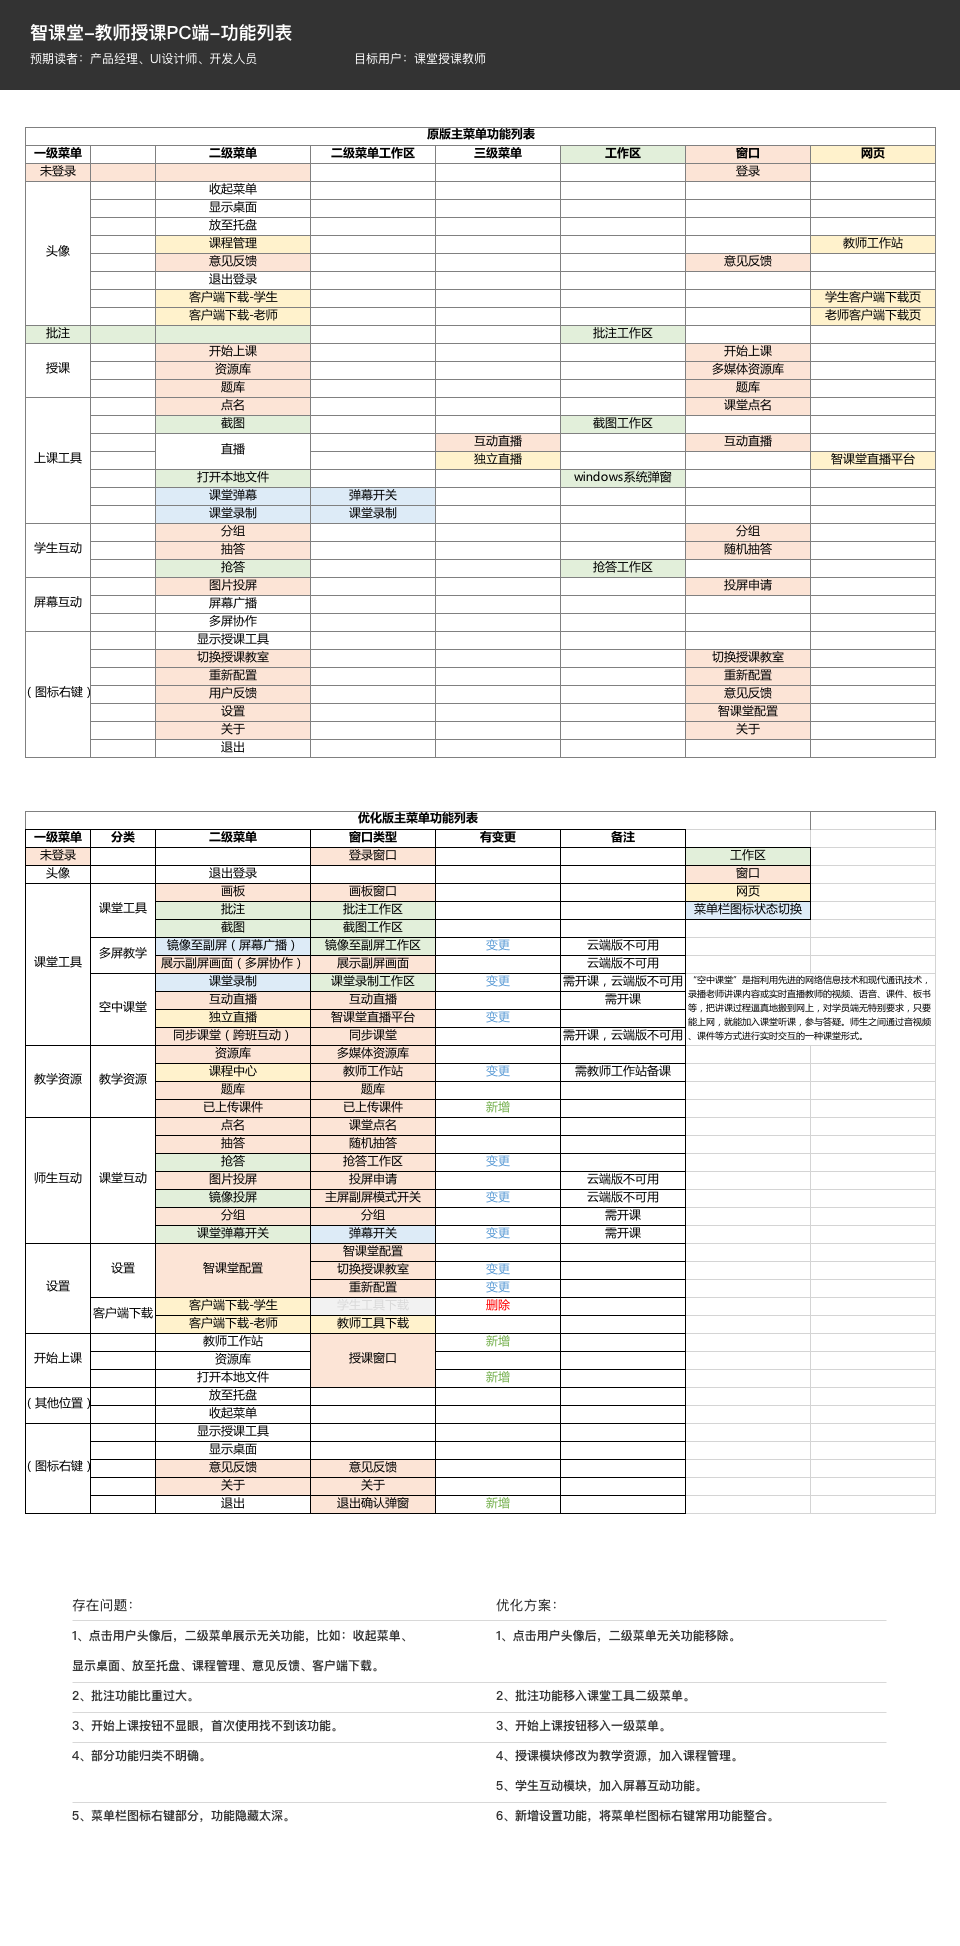 智课堂–教师授课PC端–功能列表
预期读者：产品经理、UI设计师、开发人员 目标用户：课堂授课教师
原版主菜单功能列表
一级菜单 二级菜单 二级菜单工作区 三级菜单 工作区 窗口 网页
未登录 登录
收起菜单
显示桌面
放至托盘
头像 课程管理 教师工作站
意见反馈 意见反馈
退出登录
客户端下载-学生 学生客户端下载页
客户端下载-老师 老师客户端下载页
批注 批注工作区
开始上课 开始上课
授课 资源库 多媒体资源库
题库 题库
点名 课堂点名
截图 截图工作区
上课工具 直播 互动直播 互动直播
独立直播 智课堂直播平台
打开本地文件 windows系统弹窗
课堂弹幕 弹幕开关
课堂录制 课堂录制
分组 分组
学生互动 抽答 随机抽答
抢答 抢答工作区
图片投屏 投屏申请
屏幕互动 屏幕广播
多屏协作
显示授课工具
切换授课教室 切换授课教室
重新配置 重新配置
（图标右键） 用户反馈 意见反馈
设置 智课堂配置
关于 关于
退出
优化版主菜单功能列表
一级菜单 分类 二级菜单 窗口类型 有变更 备注
未登录 登录窗口 工作区
头像 退出登录 窗口
画板 画板窗口 网页
课堂工具 批注 批注工作区 菜单栏图标状态切换
截图 截图工作区
课堂工具 多屏教学 镜像至副屏（屏幕广播） 镜像至副屏工作区 变更 云端版不可用
展示副屏画面（多屏协作） 展示副屏画面 云端版不可用
空中课堂 课堂录制 课堂录制工作区 变更 需开课，云端版不可用
互动直播 互动直播 需开课
独立直播 智课堂直播平台 变更
同步课堂（跨班互动） 同步课堂 需开课，云端版不可用
“空中课堂”是指利用先进的网络信息技术和现代通讯技术，
录播老师讲课内容或实时直播教师的视频、语音、课件、板书
等，把讲课过程逼真地搬到网上，对学员端无特别要求，只要
能上网，就能加入课堂听课，参与答疑。师生之间通过音视频
、课件等方式进行实时交互的一种课堂形式。
资源库 多媒体资源库
教学资源 教学资源 课程中心 教师工作站 变更 需教师工作站备课
题库 题库
已上传课件 已上传课件 新增
点名 课堂点名
抽答 随机抽答
抢答 抢答工作区 变更
师生互动 课堂互动 图片投屏 投屏申请 云端版不可用
镜像投屏 主屏副屏模式开关 变更 云端版不可用
分组 分组 需开课
课堂弹幕开关 弹幕开关 变更 需开课
智课堂配置
设置 设置 智课堂配置 切换授课教室 变更
重新配置 变更
客户端下载 客户端下载-学生 学生工具下载 删除
客户端下载-老师 教师工具下载
教师工作站 新增
开始上课 资源库 授课窗口
打开本地文件 新增
（其他位置） 放至托盘
收起菜单
显示授课工具
显示桌面
（图标右键） 意见反馈 意见反馈
关于 关于
退出 退出确认弹窗 新增
存在问题： 优化方案：
1、点击用户头像后，二级菜单展示无关功能，比如：收起菜单、 1、点击用户头像后，二级菜单无关功能移除。
显示桌面、放至托盘、课程管理、意见反馈、客户端下载。
2、批注功能比重过大。 2、批注功能移入课堂工具二级菜单。
3、开始上课按钮不显眼，首次使用找不到该功能。 3、开始上课按钮移入一级菜单。
4、部分功能归类不明确。 4、授课模块修改为教学资源，加入课程管理。
5、学生互动模块，加入屏幕互动功能。
5、菜单栏图标右键部分，功能隐藏太深。 6、新增设置功能，将菜单栏图标右键常用功能整合。